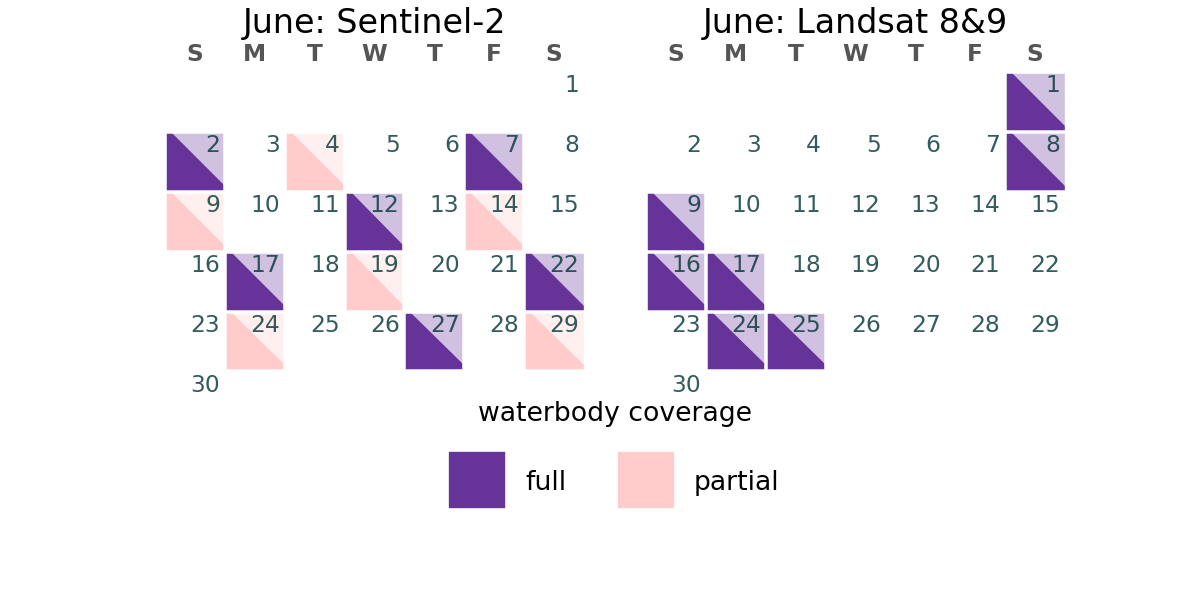 June: Sentinel-2
S M T W T F S
1
2 3 4 5 6 7 8
9 10 11 12 13 14 15
16 17 18 19 20 21 22
23 24 25 26 27 28 29
30
June: Landsat 8&9
S M T W T F S
1
2 3 4 5 6 7 8
9 10 11 12 13 14 15
16 17 18 19 20 21 22
23 24 25 26 27 28 29
30
waterbody coverage
full
partial